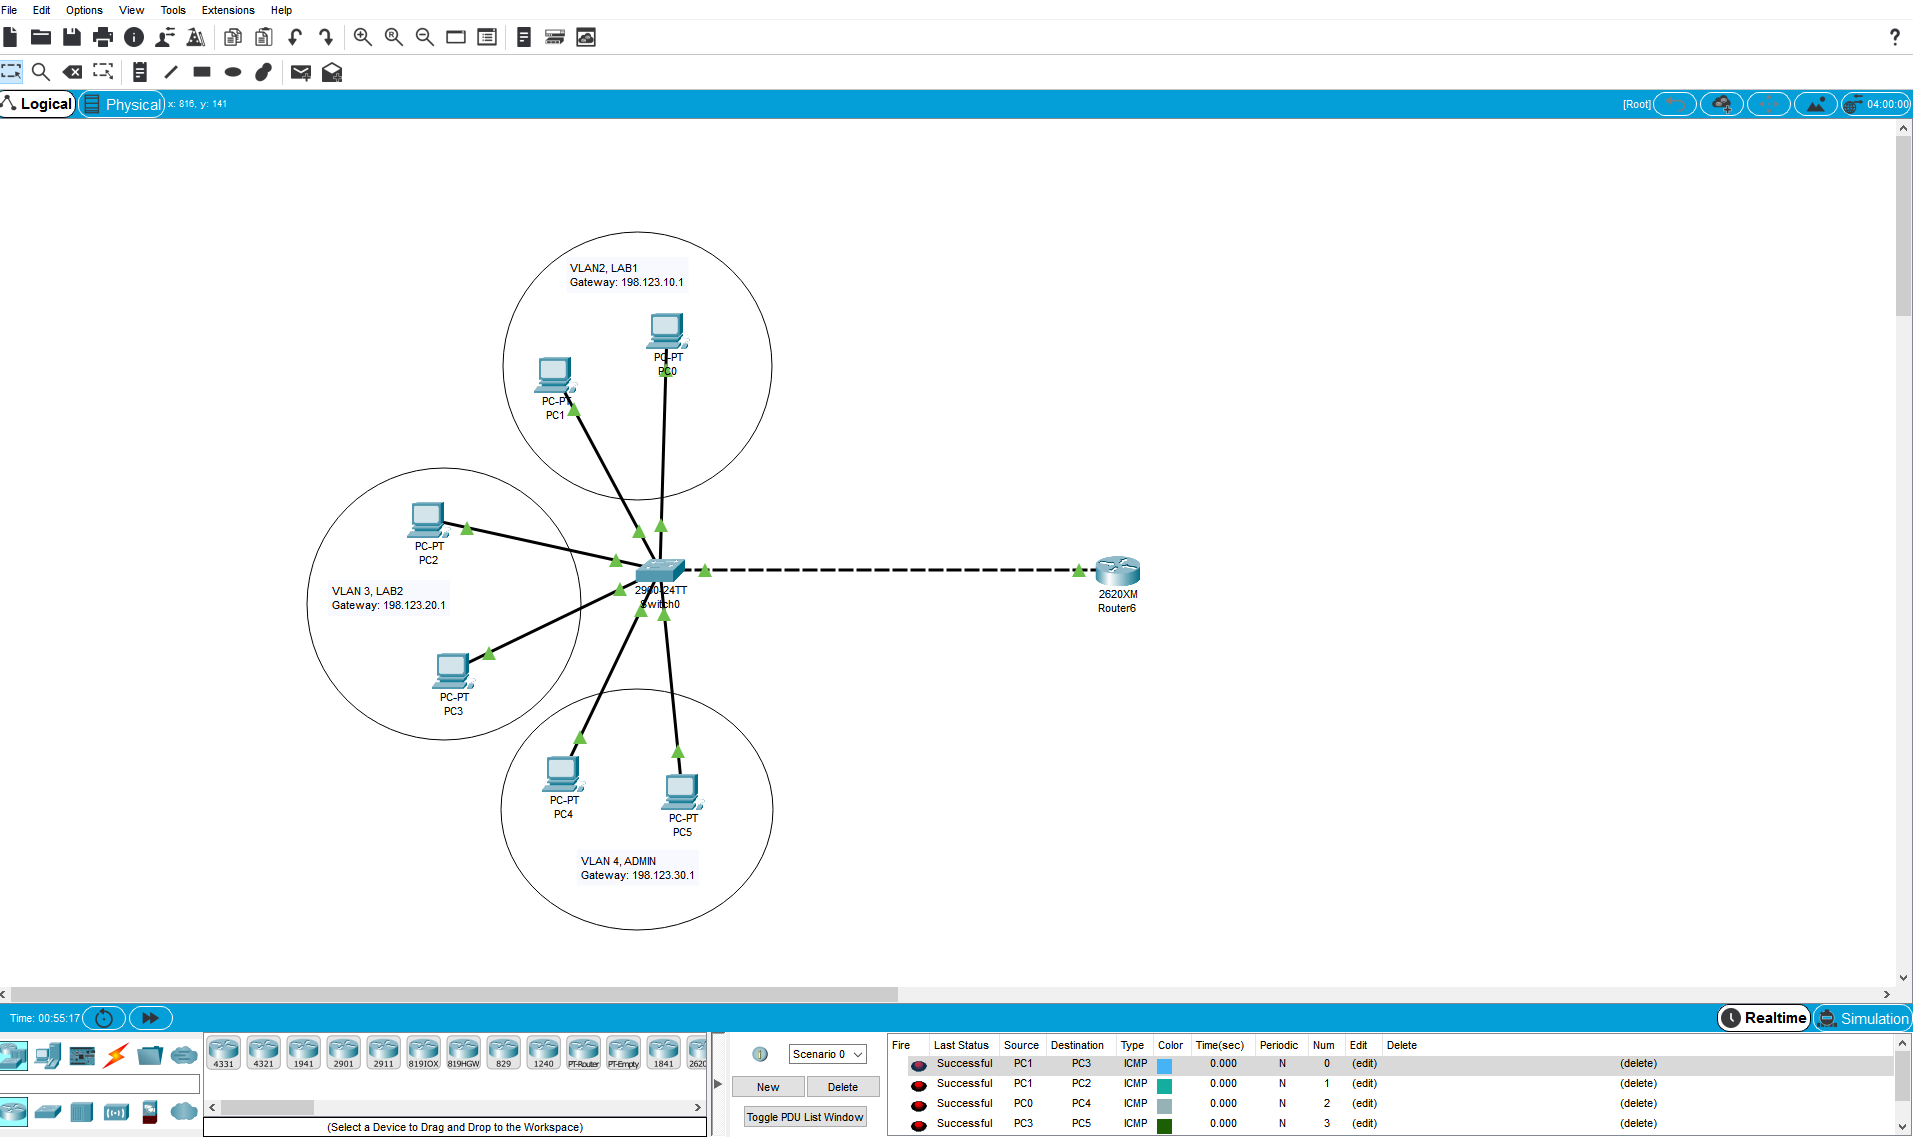 File Edit Options View Tools Extensions Help
?
Logical Physical x: 816, y: 141 [Root] 04:00:00
VLAN2, LAB1
Gateway: 198.123.10.1
PC-PT
PC0
PC-PT
PC1
PC-PT
PC2
VLAN 3, LAB2
Gateway: 198.123.20.1
2960-24TT
Switch0
2620XM
Router6
PC-PT
PC3
PC-PT
PC4
PC-PT
PC5
VLAN 4, ADMIN
Gateway: 198.123.30.1
Time: 00:55:17 Realtime Simulation
4331 4321 1941 2901 2911 819IOX 819HGW 829 1240 PT-Router PT-Empty 1841 2620
(Select a Device to Drag and Drop to the Workspace)
Scenario 0
New Delete
Toggle PDU List Window
Fire Last Status Source Destination Type Color Time(sec) Periodic Num Edit Delete
Successful PC1 PC3 ICMP 0.000 N 0 (edit) (delete)
Successful PC1 PC2 ICMP 0.000 N 1 (edit) (delete)
Successful PC0 PC4 ICMP 0.000 N 2 (edit) (delete)
Successful PC3 PC5 ICMP 0.000 N 3 (edit) (delete)